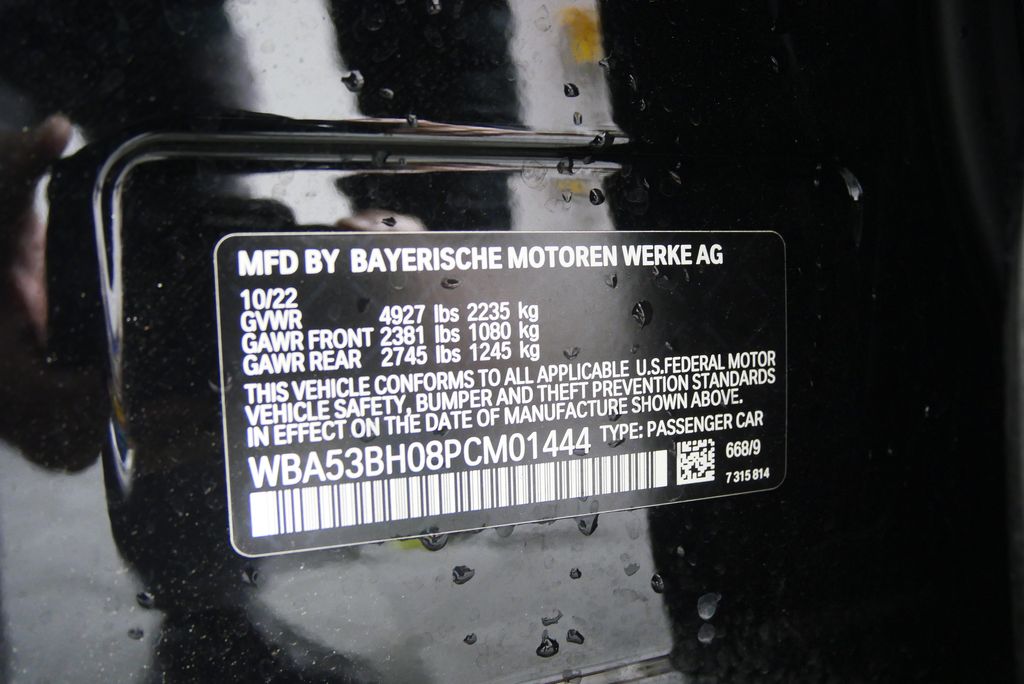 MFD BY BAYERISCHE MOTOREN WERKE AG
10/22
GVWR 4927 lbs 2235 kg
GAWR FRONT 2381 lbs 1080 kg
GAWR REAR 2745 lbs 1245 kg
THIS VEHICLE CONFORMS TO ALL APPLICABLE U.S.FEDERAL MOTOR
VEHICLE SAFETY, BUMPER AND THEFT PREVENTION STANDARDS
IN EFFECT ON THE DATE OF MANUFACTURE SHOWN ABOVE.
WBA53BH08PCM01444 TYPE: PASSENGER CAR
668/9
7 315 814